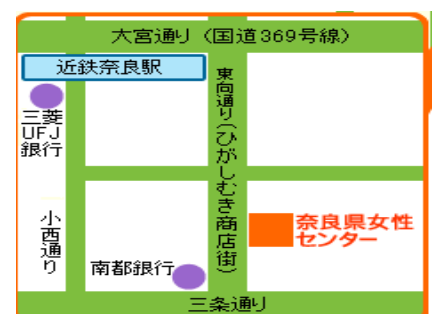 大宮通り（国道369号線）
近鉄奈良駅
東向通り（ひがしむき商店街）
三菱
UFJ
銀行
小西通り
南都銀行
奈良県女性
センター
三条通り